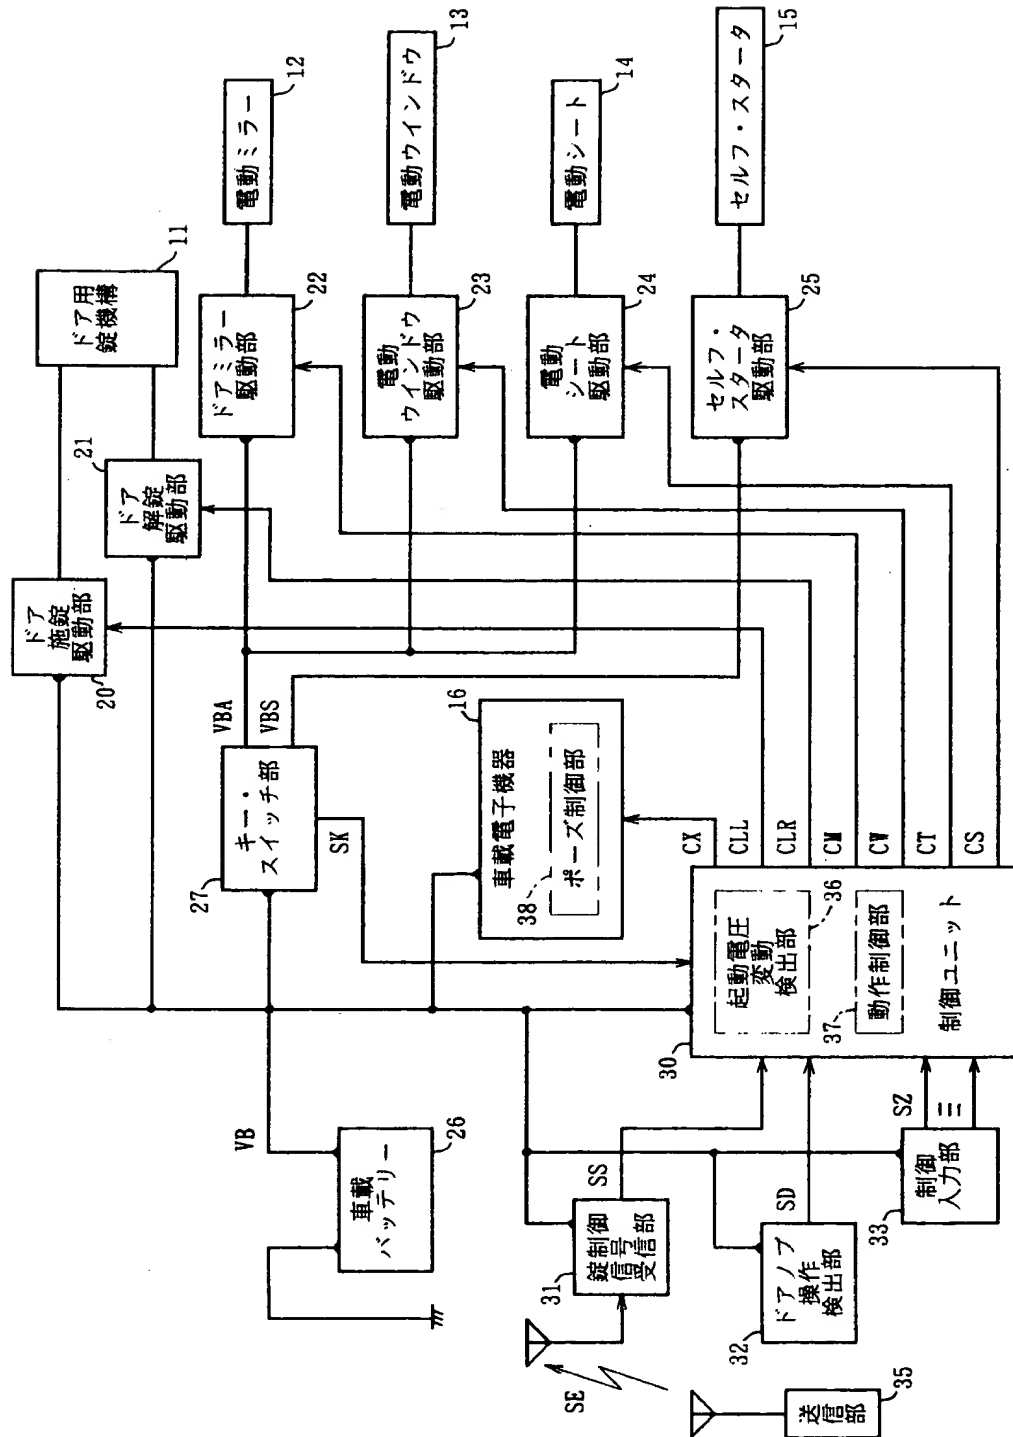 ドア用
錠機構
11
電動ミラー
12
電動ウインドウ
13
電動シート
14
セルフ・スタータ
15
ドア
施錠
駆動部
20
ドア
解錠
駆動部
21
ドアミラー
駆動部
22
電動
ウインドウ
駆動部
23
電動
シート
駆動部
24
セルフ・
スタータ
駆動部
25
VBA
VBS
キー・
スイッチ部
27
SK
車載電子機器
16
ポーズ制御部
38
CX
CLL
CLR
CM
CW
CT
CS
VB
車載
バッテリー
26
起動電圧
変動
検出部
36
動作制御部
37
制御ユニット
30
SS
錠制御
信号
受信部
31
SD
ドアノブ
操作
検出部
32
SZ
制御
入力部
33
SE
送信部
35